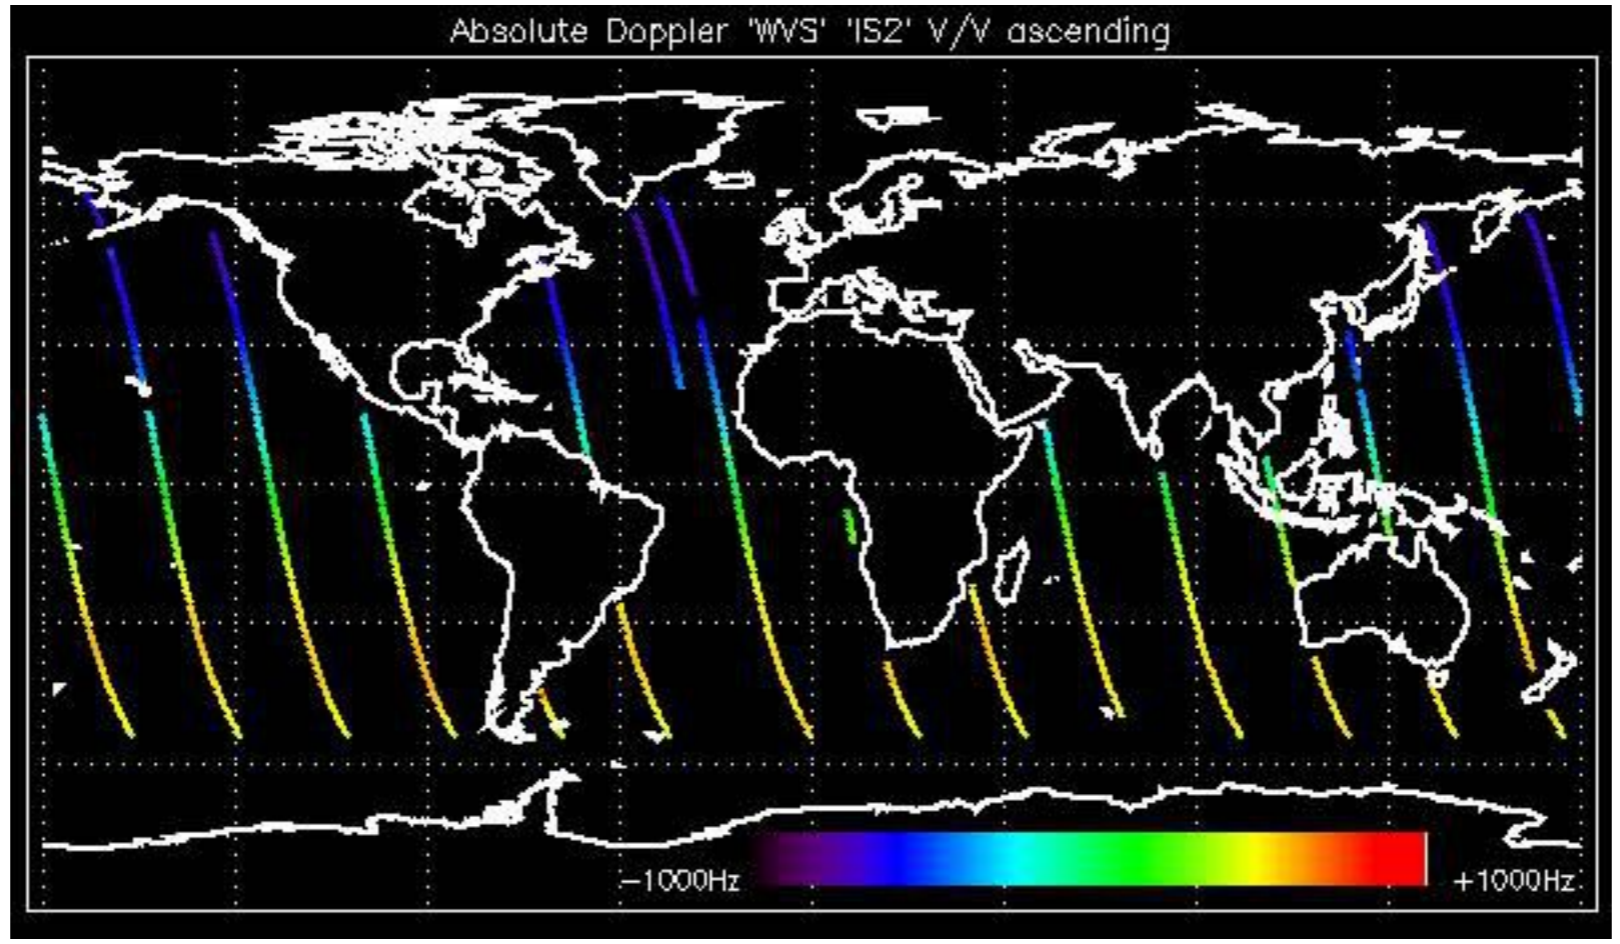 Absolute Doppler 'WVS' 'IS2' V/V ascending
−1000Hz
+1000Hz